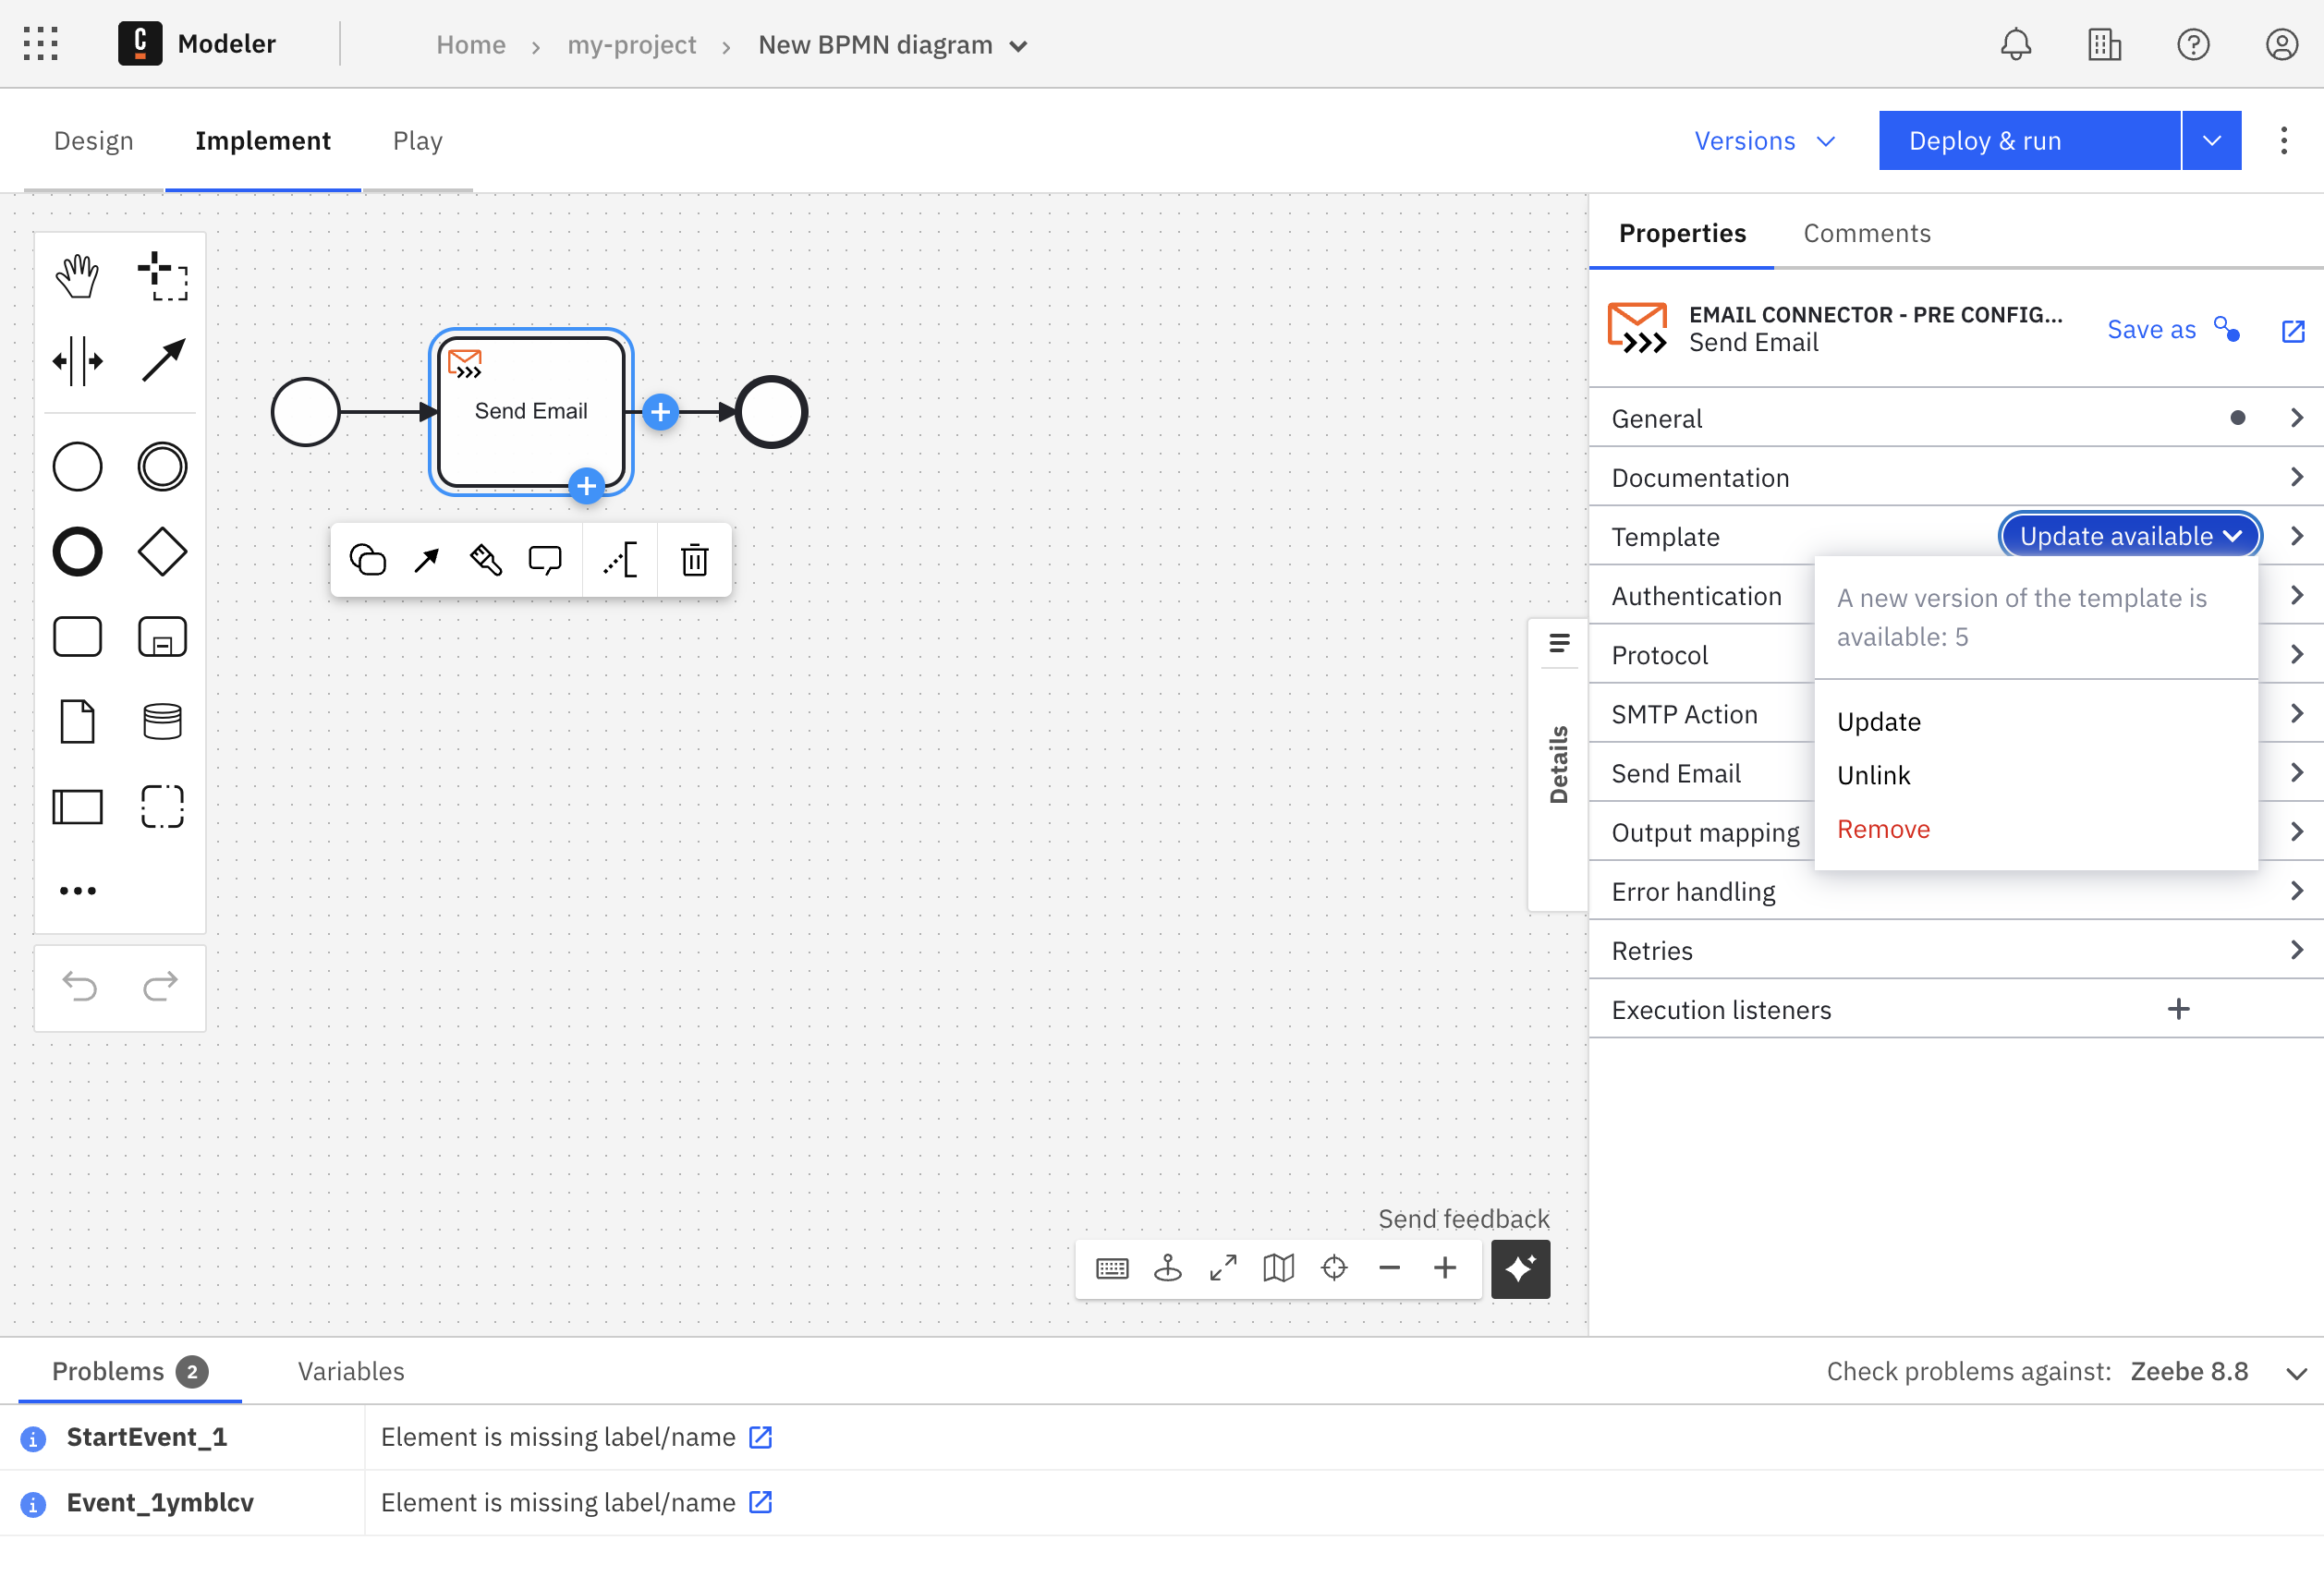 C Modeler
Home › my-project › New BPMN diagram
Design Implement Play
Versions Deploy & run
Send Email
Details
Properties Comments
EMAIL CONNECTOR - PRE CONFIG...
Send Email
Save as
General
Documentation
Template Update available
A new version of the template is
available: 5
Update
Unlink
Remove
Authentication
Protocol
SMTP Action
Send Email
Output mapping
Error handling
Retries
Execution listeners
Send feedback
Problems 2 Variables
Check problems against: Zeebe 8.8
StartEvent_1 Element is missing label/name
Event_1ymblcv Element is missing label/name